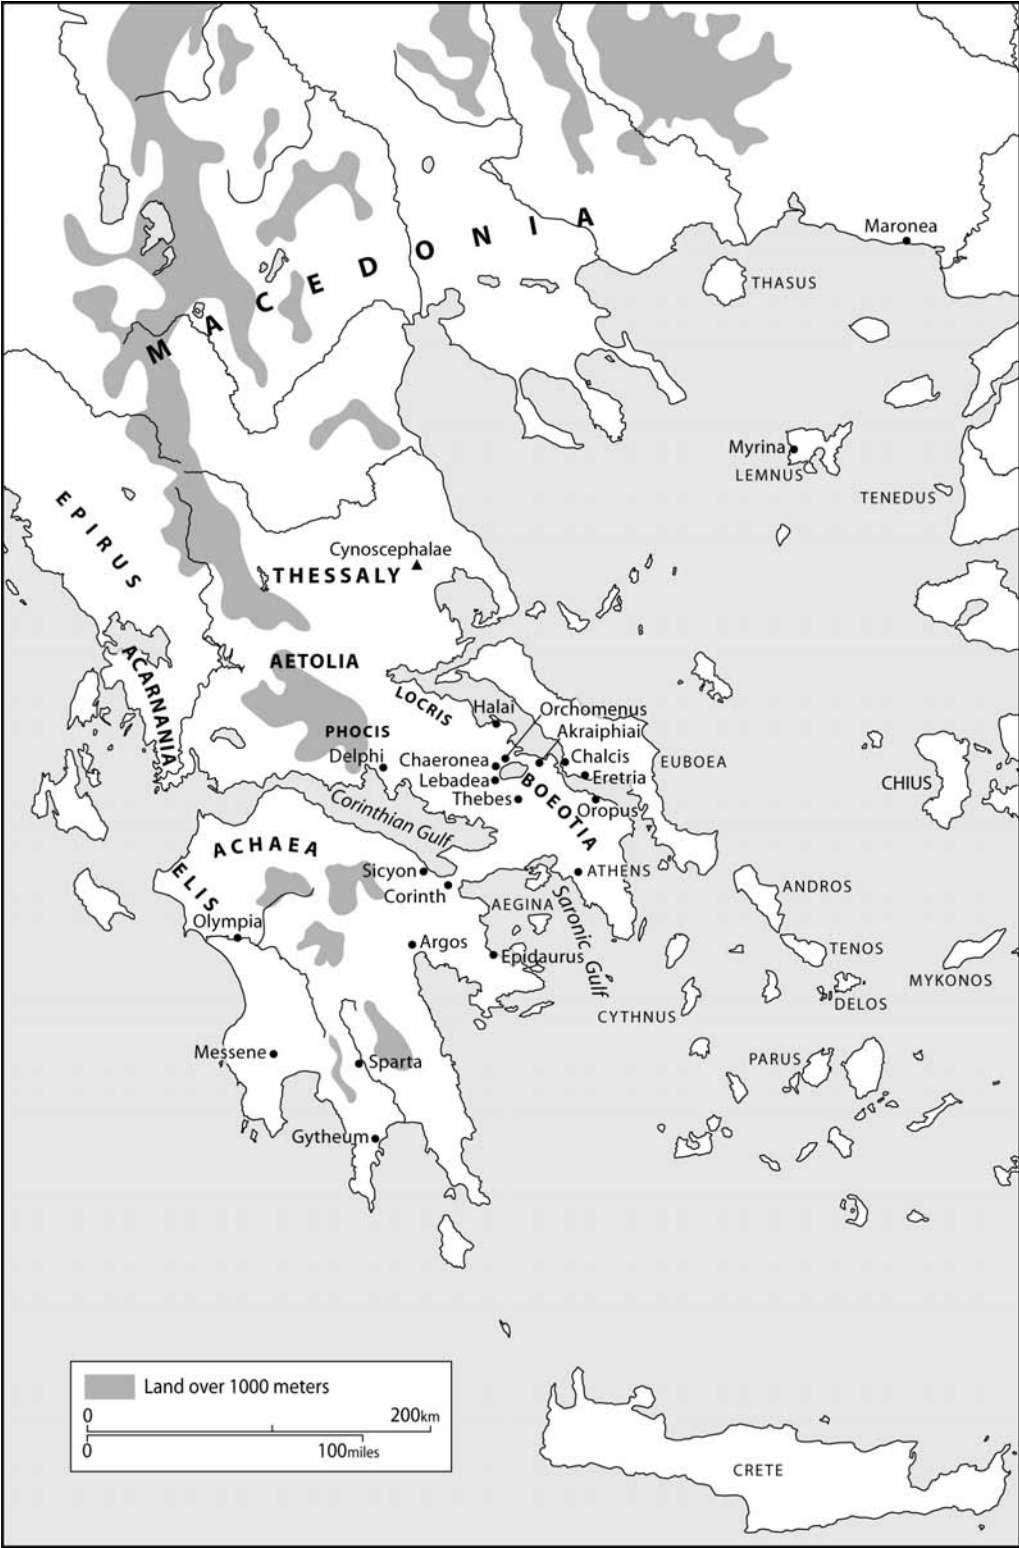 Maronea
THASUS
MACEDONIA
Myrina
LEMNUS
TENEDUS
EPIRUS
Cynoscephalae
THESSALY
ACARNANIA
AETOLIA
LOCRIS
Halai
Orchomenus
PHOCIS
Akraiphiai
Delphi
Chaeronea
Chalcis
EUBOEA
Lebadea
Eretria
CHIUS
Thebes
BOEOTIA
Oropus
Corinthian Gulf
ACHAEA
ELIS
Sicyon
ATHENS
Corinth
ANDROS
AEGINA
Saronic Gulf
Olympia
Argos
Epidaurus
TENOS
MYKONOS
DELOS
CYTHNUS
Messene
Sparta
PARUS
Gytheum
Land over 1000 meters
0 200km
0 100miles
CRETE